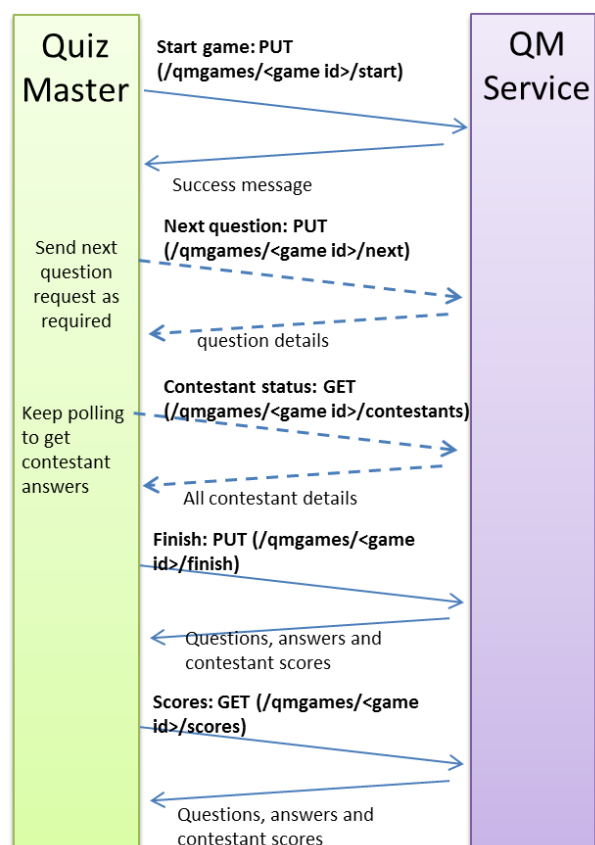 Quiz
Master
QM
Service
Start game: PUT
(/qmgames/<game id>/start)
Success message
Next question: PUT
(/qmgames/<game id>/next)
Send next
question
request as
required
question details
Contestant status: GET
(/qmgames/<game id>/contestants)
Keep polling
to get
contestant
answers
All contestant details
Finish: PUT (/qmgames/<game
id>/finish)
Questions, answers and
contestant scores
Scores: GET (/qmgames/<game
id>/scores)
Questions, answers and
contestant scores